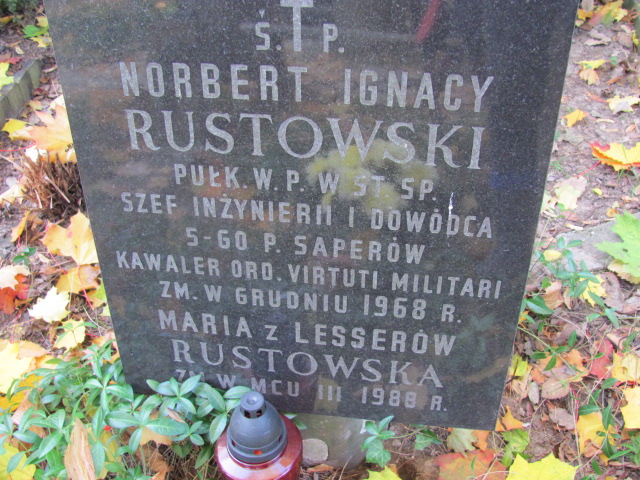 Ś. P.
NORBERT IGNACY
RUSTOWSKI
PUŁK. W. P. W ST. SP.
SZEF INŻYNIERII I DOWÓDCA
5-GO P. SAPERÓW
KAWALER ORD. VIRTUTI MILITARI
ZM. W GRUDNIU 1968 R.
MARIA Z LESSERÓW
RUSTOWSKA
ZM W MCU III 1988 R.